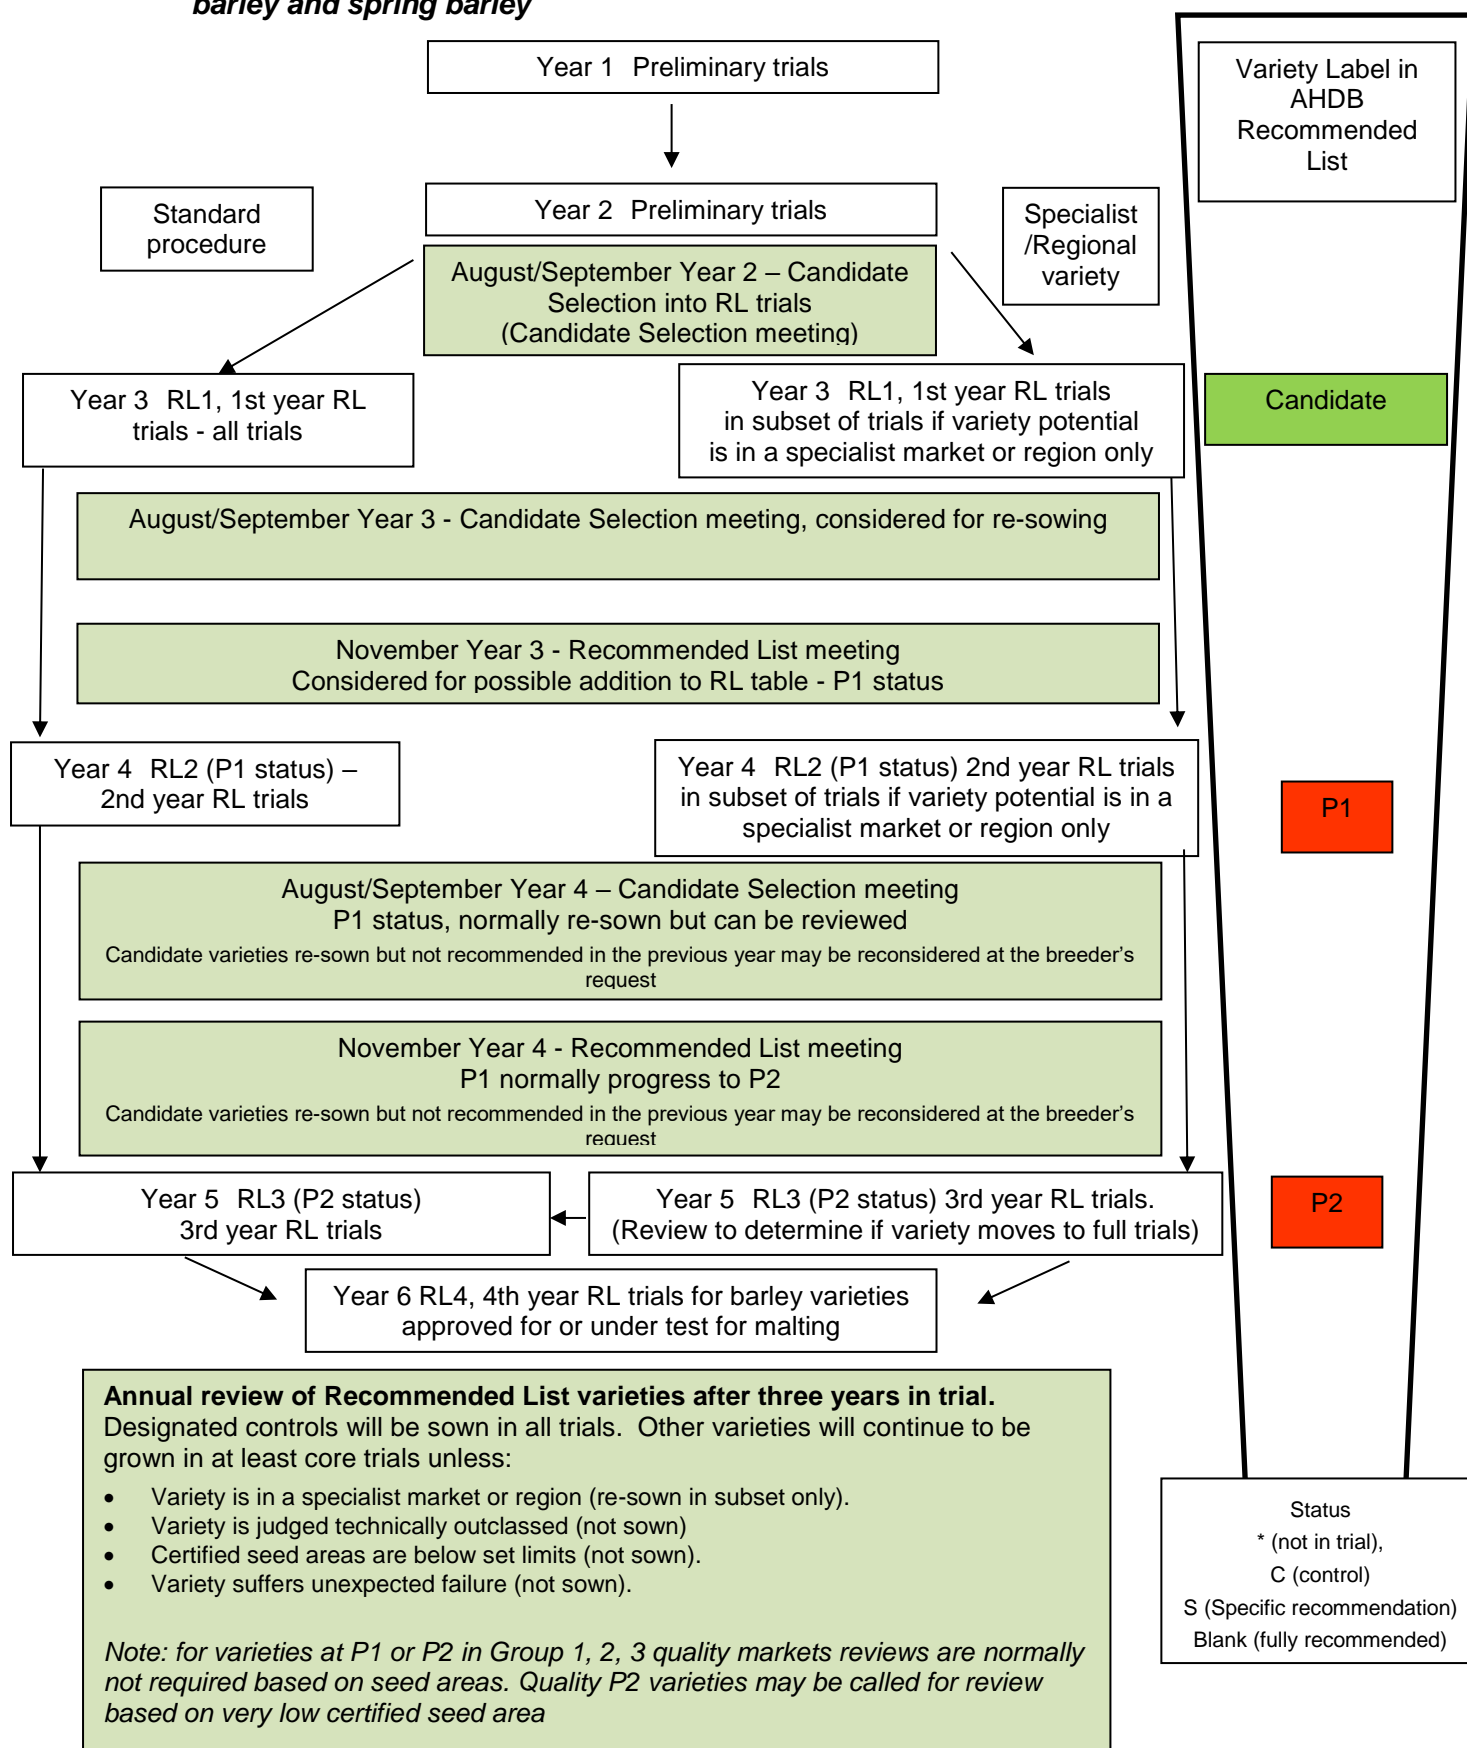 barley and spring barley
Year 1 Preliminary trials
Variety Label in
AHDB
Recommended
List
Standard
procedure
Year 2 Preliminary trials
Specialist
/Regional
variety
August/September Year 2 – Candidate
Selection into RL trials
(Candidate Selection meeting)
Year 3 RL1, 1st year RL
trials - all trials
Year 3 RL1, 1st year RL trials
in subset of trials if variety potential
is in a specialist market or region only
Candidate
August/September Year 3 - Candidate Selection meeting, considered for re-sowing
November Year 3 - Recommended List meeting
Considered for possible addition to RL table - P1 status
Year 4 RL2 (P1 status) –
2nd year RL trials
Year 4 RL2 (P1 status) 2nd year RL trials
in subset of trials if variety potential is in a
specialist market or region only
P1
August/September Year 4 – Candidate Selection meeting
P1 status, normally re-sown but can be reviewed
Candidate varieties re-sown but not recommended in the previous year may be reconsidered at the breeder's
request
November Year 4 - Recommended List meeting
P1 normally progress to P2
Candidate varieties re-sown but not recommended in the previous year may be reconsidered at the breeder's
request
Year 5 RL3 (P2 status)
3rd year RL trials
Year 5 RL3 (P2 status) 3rd year RL trials.
(Review to determine if variety moves to full trials)
P2
Year 6 RL4, 4th year RL trials for barley varieties
approved for or under test for malting
Annual review of Recommended List varieties after three years in trial.
Designated controls will be sown in all trials. Other varieties will continue to be
grown in at least core trials unless:
• Variety is in a specialist market or region (re-sown in subset only).
• Variety is judged technically outclassed (not sown)
• Certified seed areas are below set limits (not sown).
• Variety suffers unexpected failure (not sown).
Note: for varieties at P1 or P2 in Group 1, 2, 3 quality markets reviews are normally
not required based on seed areas. Quality P2 varieties may be called for review
based on very low certified seed area
Status
* (not in trial),
C (control)
S (Specific recommendation)
Blank (fully recommended)